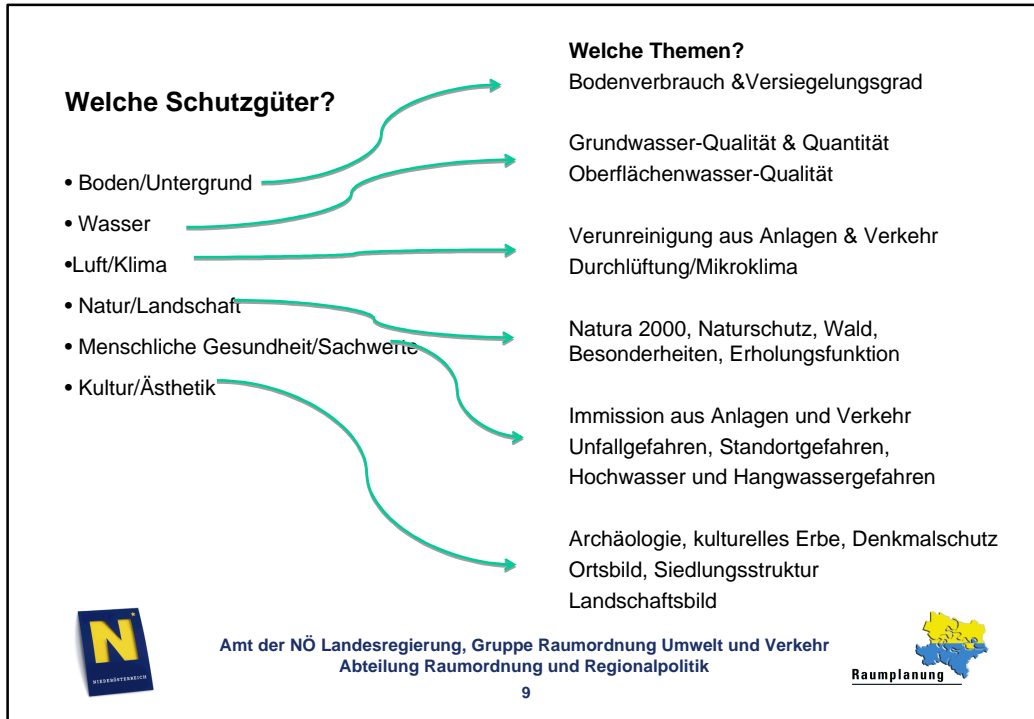 Welche Schutzgüter?
• Boden/Untergrund
• Wasser
•Luft/Klima
• Natur/Landschaft
• Menschliche Gesundheit/Sachwerte
• Kultur/Ästhetik
Welche Themen?
Bodenverbrauch &Versiegelungsgrad
Grundwasser-Qualität & Quantität
Oberflächenwasser-Qualität
Verunreinigung aus Anlagen & Verkehr
Durchlüftung/Mikroklima
Natura 2000, Naturschutz, Wald,
Besonderheiten, Erholungsfunktion
Immission aus Anlagen und Verkehr
Unfallgefahren, Standortgefahren,
Hochwasser und Hangwassergefahren
Archäologie, kulturelles Erbe, Denkmalschutz
Ortsbild, Siedlungsstruktur
Landschaftsbild
N
NIEDERÖSTERREICH
Amt der NÖ Landesregierung, Gruppe Raumordnung Umwelt und Verkehr
Abteilung Raumordnung und Regionalpolitik
9
Raumplanung